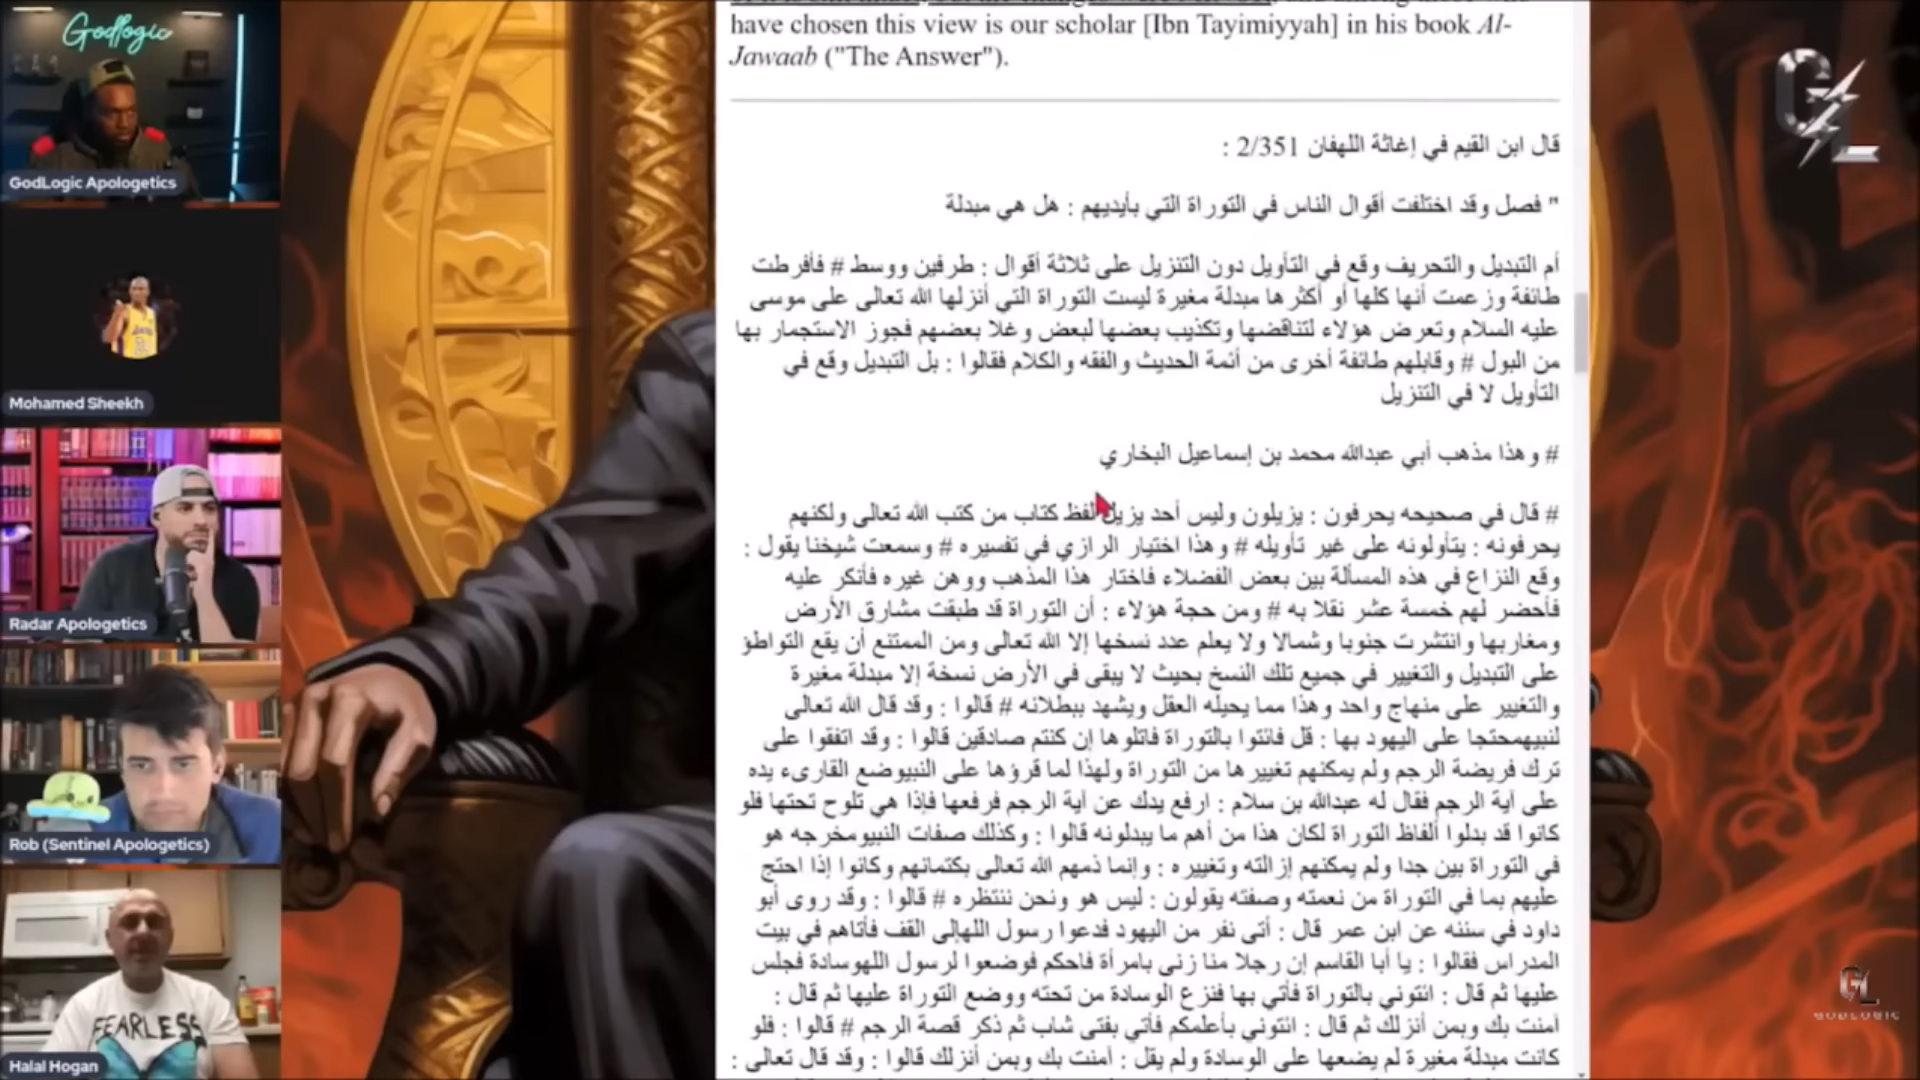 Godlogic
GodLogic Apologetics
Mohamed Sheekh
Radar Apologetics
Rob (Sentinel Apologetics)
FEARLESS
Halal Hogan
have chosen this view is our scholar [Ibn Tayimiyyah] in his book Al-
Jawaab ("The Answer").
قال ابن القيم في إغاثة اللهفان 2/351 :
" فصل وقد اختلفت أقوال الناس في التوراة التي بأيديهم : هل هي مبدلة
أم التبديل والتحريف وقع في التأويل دون التنزيل على ثلاثة أقوال : طرفين ووسط # فأفرطت
طائفة وزعمت أنها كلها أو أكثرها مبدلة مغيرة ليست التوراة التي أنزلها الله تعالى على موسى
عليه السلام وتعرض هؤلاء لتناقضها وتكذيب بعضها لبعض وغلا بعضهم فجوز الاستجمار بها
من البول # وقابلهم طائفة أخرى من أئمة الحديث والفقه والكلام فقالوا : بل التبديل وقع في
التأويل لا في التنزيل
# وهذا مذهب أبي عبدالله محمد بن إسماعيل البخاري
# قال في صحيحه يحرفون : يزيلون وليس أحد يزيل لفظ كتاب من كتب الله تعالى ولكنهم
يحرفونه : يتأولونه على غير تأويله # وهذا اختيار الرازي في تفسيره # وسمعت شيخنا يقول :
وقع النزاع في هذه المسألة بين بعض الفضلاء فاختار هذا المذهب ووهن غيره فأنكر عليه
فأحضر لهم خمسة عشر نقلا به # ومن حجة هؤلاء : أن التوراة قد طبقت مشارق الأرض
ومغاربها وانتشرت جنوبا وشمالا ولا يعلم عدد نسخها إلا الله تعالى ومن الممتنع أن يقع التواطؤ
على التبديل والتغيير في جميع تلك النسخ بحيث لا يبقى في الأرض نسخة إلا مبدلة مغيرة
والتغيير على منهاج واحد وهذا مما يحيله العقل ويشهد ببطلانه # قالوا : وقد قال الله تعالى
لنبيهمحتجا على اليهود بها : قل فائتوا بالتوراة فاتلوها إن كنتم صادقين قالوا : وقد اتفقوا على
ترك فريضة الرجم ولم يمكنهم تغييرها من التوراة ولهذا لما قرؤها على النبيوضع القارىء يده
على آية الرجم فقال له عبدالله بن سلام : ارفع يدك عن آية الرجم فرفعها فإذا هي تلوح تحتها فلو
كانوا قد بدلوا ألفاظ التوراة لكان هذا من أهم ما يبدلونه قالوا : وكذلك صفات النبيومخرجه هو
في التوراة بين جدا ولم يمكنهم إزالته وتغييره : وإنما ذمهم الله تعالى بكتمانهم وكانوا إذا احتج
عليهم بما في التوراة من نعمته وصفته يقولون : ليس هو ونحن ننتظره # قالوا : وقد روى أبو
داود في سننه عن ابن عمر قال : أتى نفر من اليهود فدعوا رسول اللهإلى القف فأتاهم في بيت
المدراس فقالوا : يا أبا القاسم إن رجلا منا زنى بامرأة فاحكم فوضعوا لرسول اللهوسادة فجلس
عليها ثم قال : ائتوني بالتوراة فأتي بها فنزع الوسادة من تحته ووضع التوراة عليها ثم قال :
آمنت بك وبمن أنزلك ثم قال : ائتوني بأعلمكم فأتي بفتى شاب ثم ذكر قصة الرجم # قالوا : فلو
كانت مبدلة مغيرة لم يضعها على الوسادة ولم يقل : آمنت بك وبمن أنزلك قالوا : وقد قال تعالى :
GL
GL
GODLOGIC